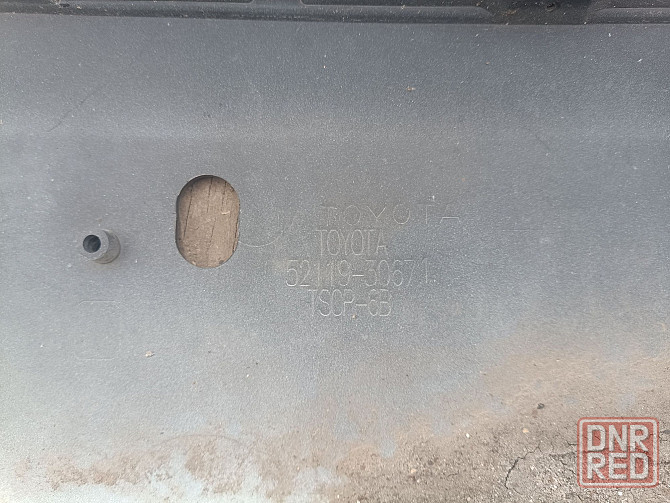 TOYOTA
TOYOTA
52119-30671
TSOP-6B
DNR
RED